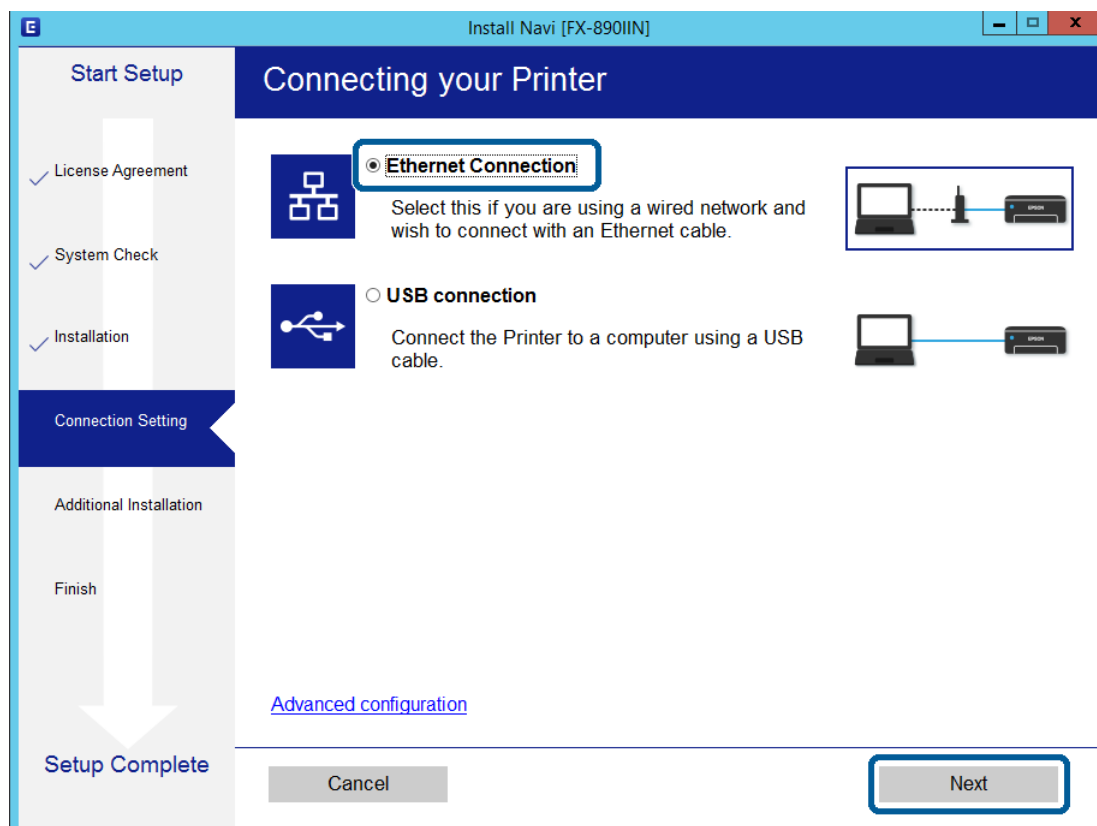 Install Navi [FX-890IIN]
Start Setup
License Agreement
System Check
Installation
Connection Setting
Additional Installation
Finish
Setup Complete
Connecting your Printer
Ethernet Connection
Select this if you are using a wired network and
wish to connect with an Ethernet cable.
EPSON
USB connection
Connect the Printer to a computer using a USB
cable.
EPSON
Advanced configuration
Cancel
Next